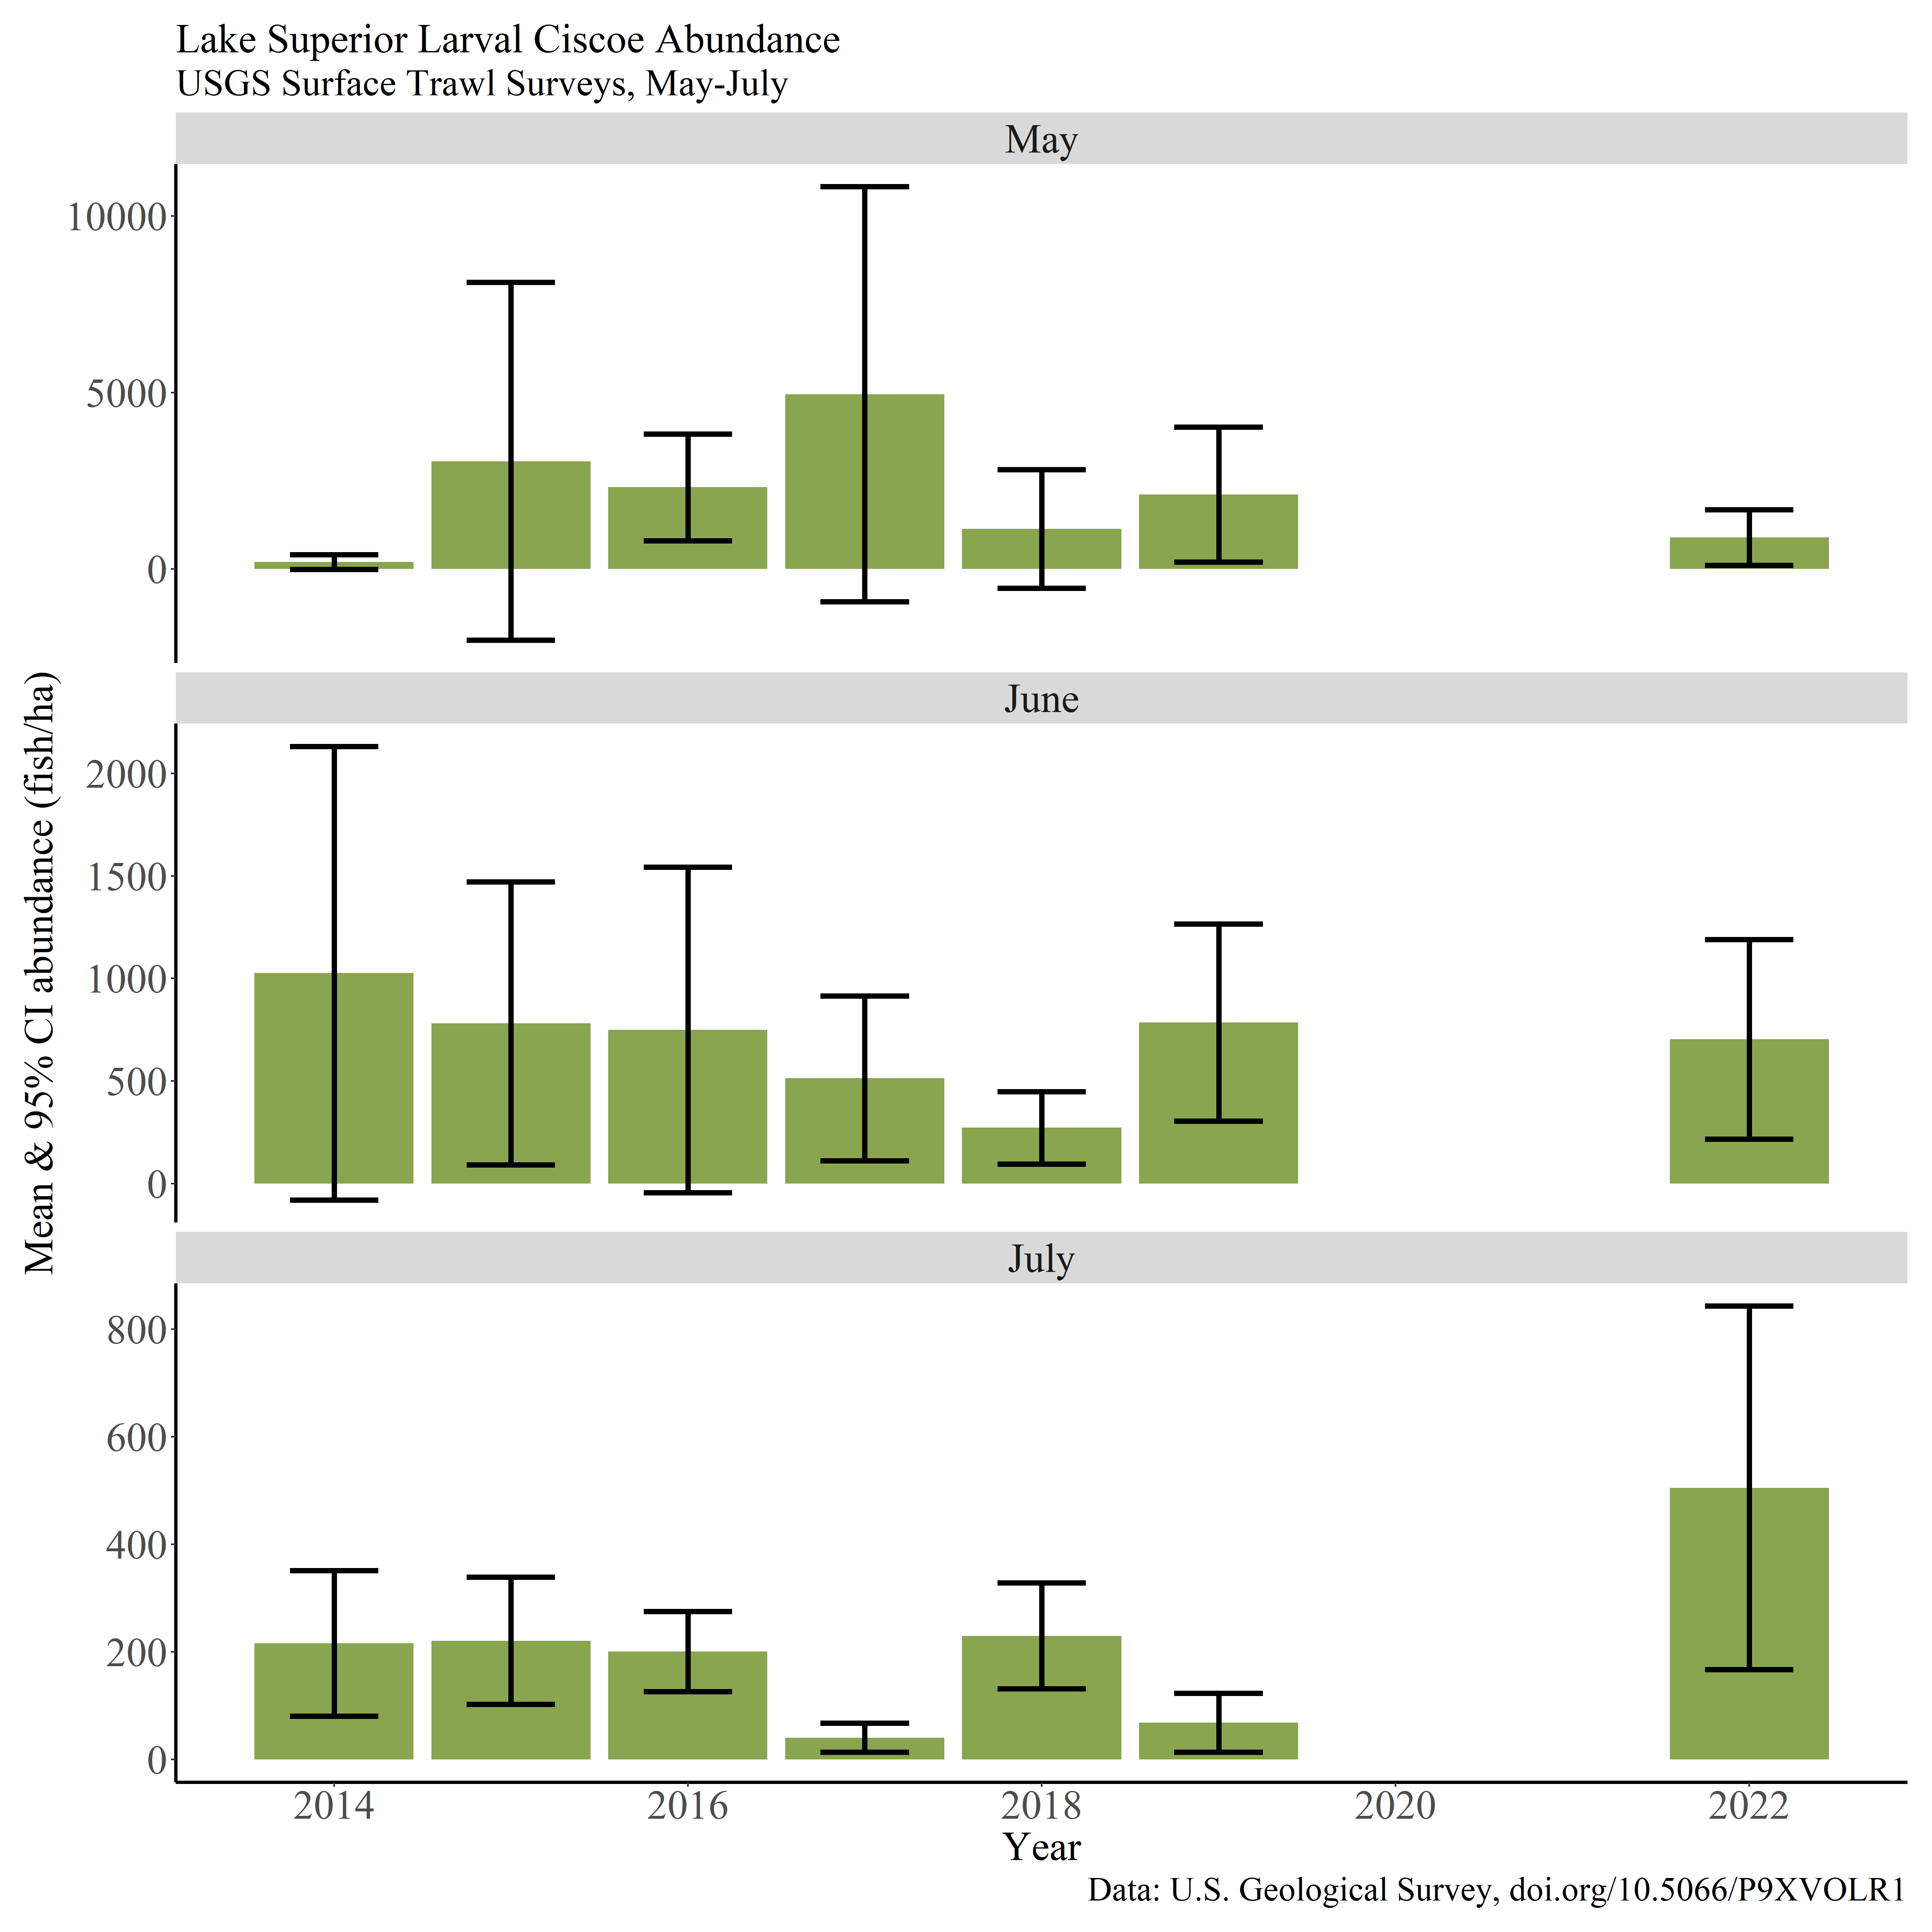 Lake Superior Larval Ciscoe Abundance
USGS Surface Trawl Surveys, May-July
May
10000
5000
0
June
2000
1500
1000
500
0
July
800
600
400
200
0
Mean & 95% CI abundance (fish/ha)
2014 2016 2018 2020 2022
Year
Data: U.S. Geological Survey, doi.org/10.5066/P9XVOLR1